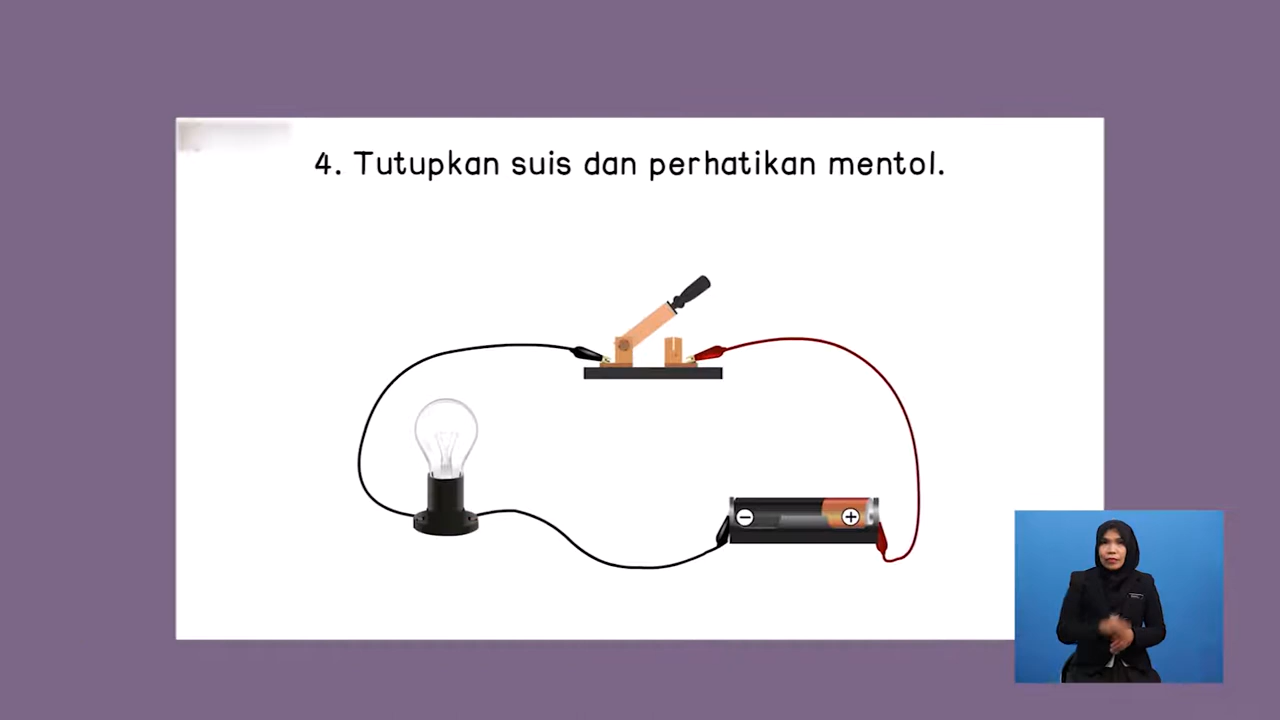 4. Tutupkan suis dan perhatikan mentol.
− +